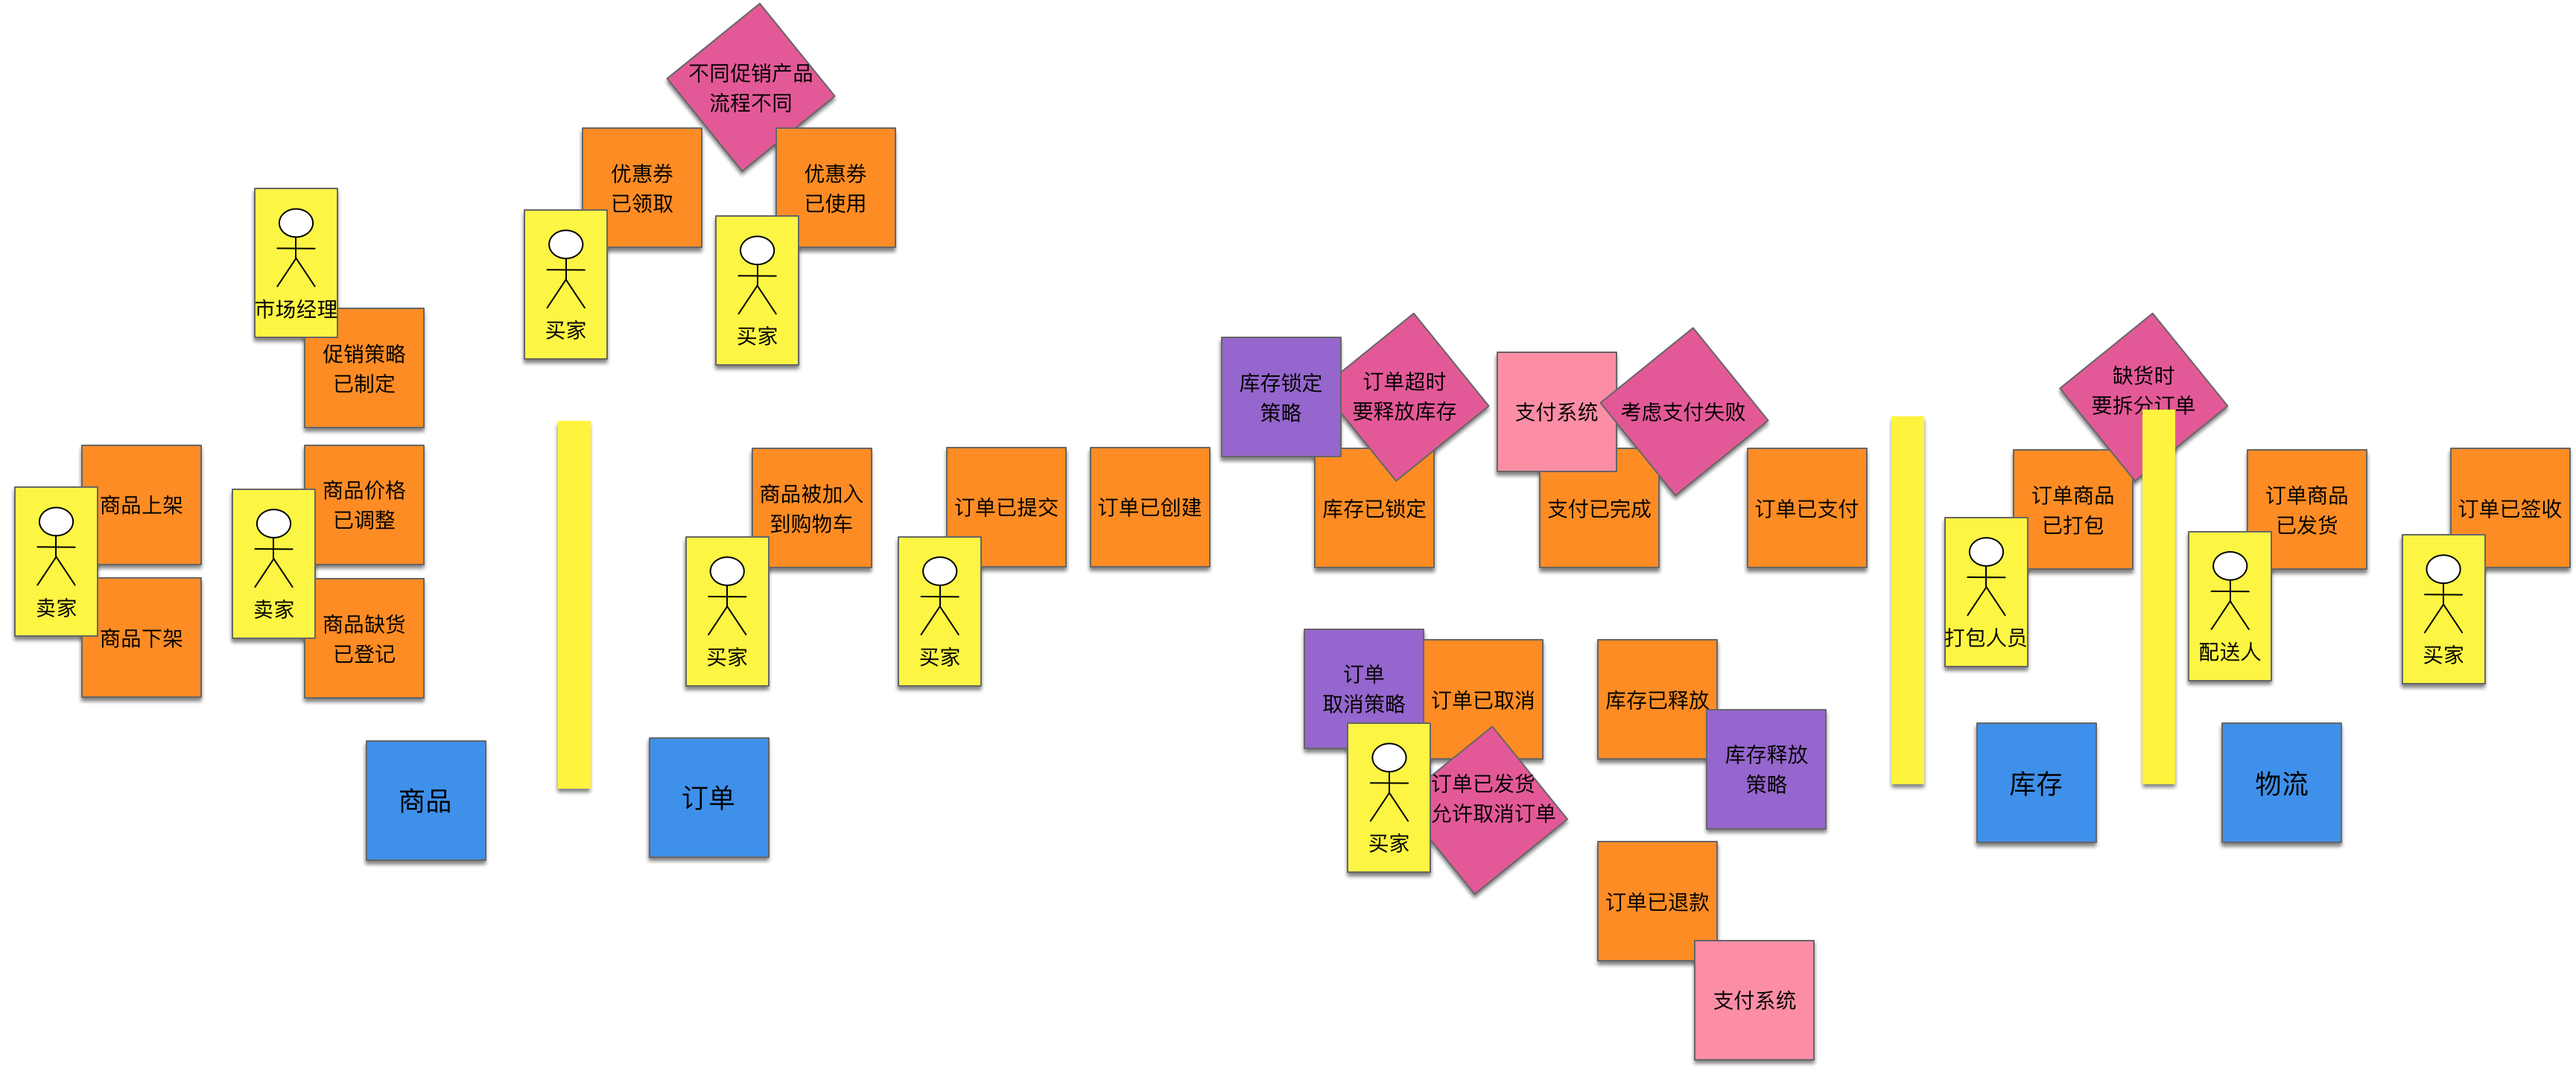 不同促销产品
流程不同
优惠券
已领取
优惠券
已使用
买家
买家
市场经理
促销策略
已制定
商品上架
卖家
商品下架
商品价格
已调整
卖家
商品缺货
已登记
商品
订单
商品被加入
到购物车
买家
订单已提交
买家
订单已创建
库存锁定
策略
订单超时
要释放库存
库存已锁定
支付系统
考虑支付失败
支付已完成
订单已支付
订单
取消策略
订单已取消
买家
订单已发货
允许取消订单
库存已释放
库存释放
策略
订单已退款
支付系统
缺货时
要拆分订单
订单商品
已打包
打包人员
库存
订单商品
已发货
配送人
物流
订单已签收
买家